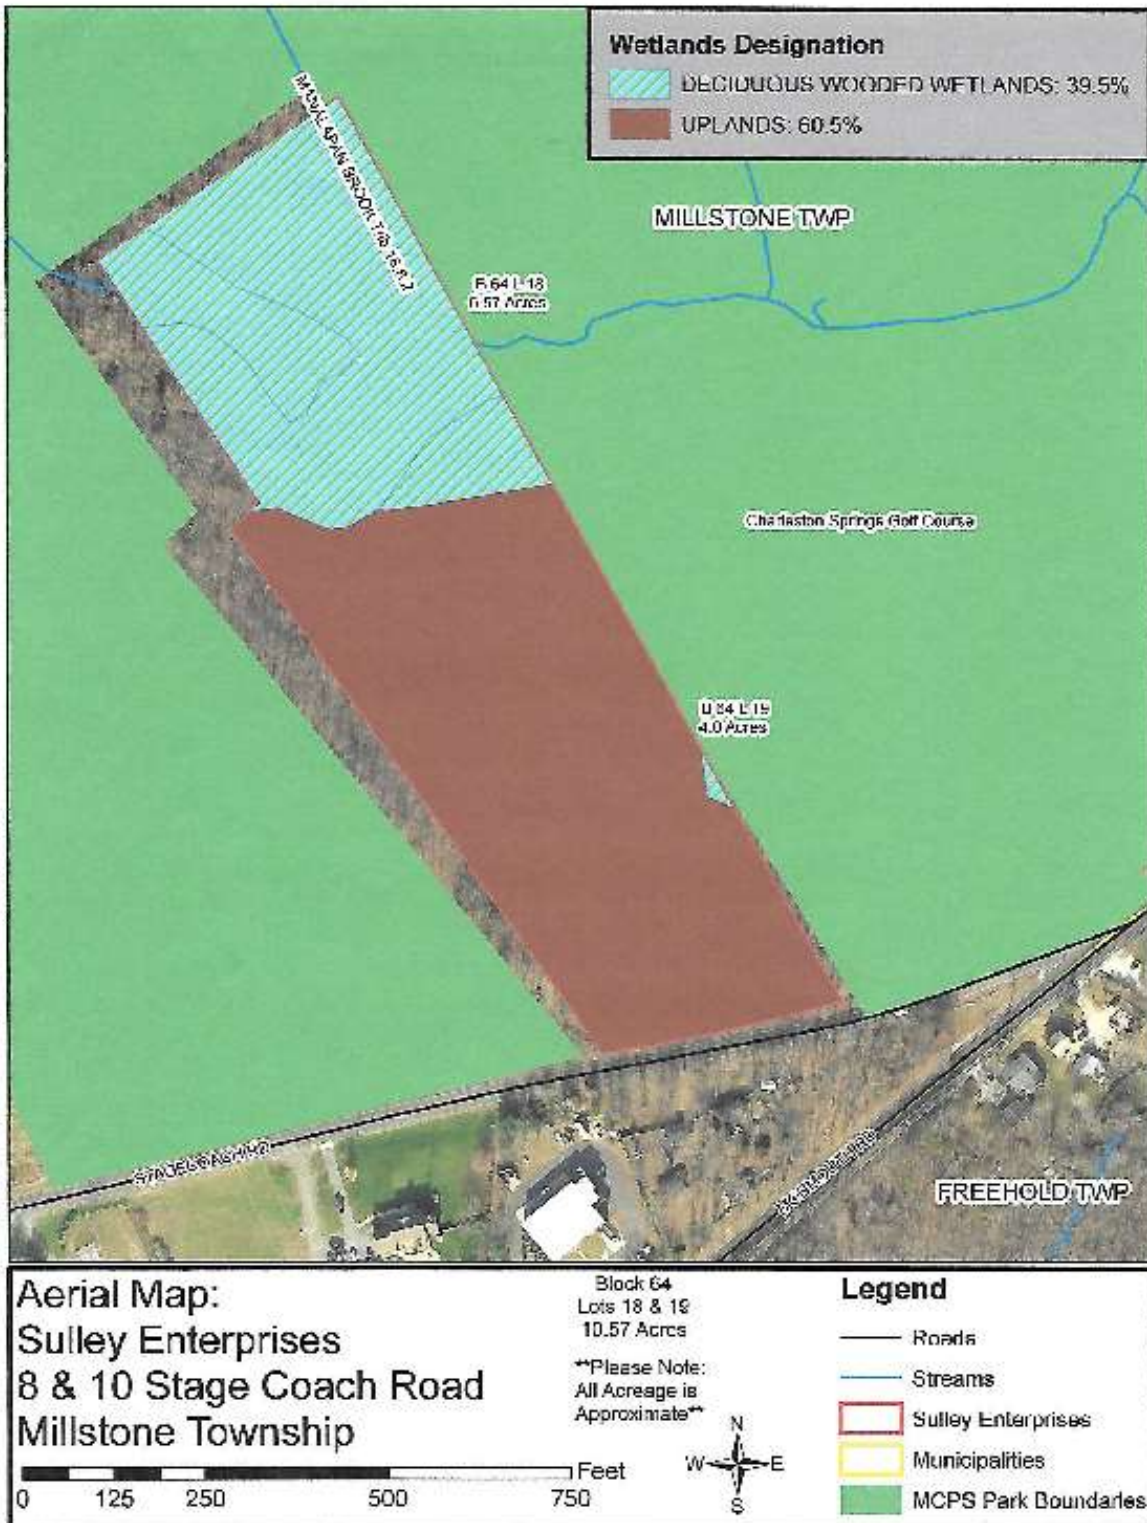 Wetlands Designation
DECIDUOUS WOODED WETLANDS: 39.5%
UPLANDS: 60.5%
MILLSTONE TWP
B 64 L 18
6.57 Acres
Charleston Springs Golf Course
B 64 L 19
4.0 Acres
FREEHOLD TWP
Aerial Map:
Sulley Enterprises
8 & 10 Stage Coach Road
Millstone Township
0 125 250 500 750 Feet
Block 64
Lots 18 & 19
10.57 Acres
**Please Note:
All Acreage is
Approximate**
N
W E
S
Legend
Roads
Streams
Sulley Enterprises
Municipalities
MCPS Park Boundaries